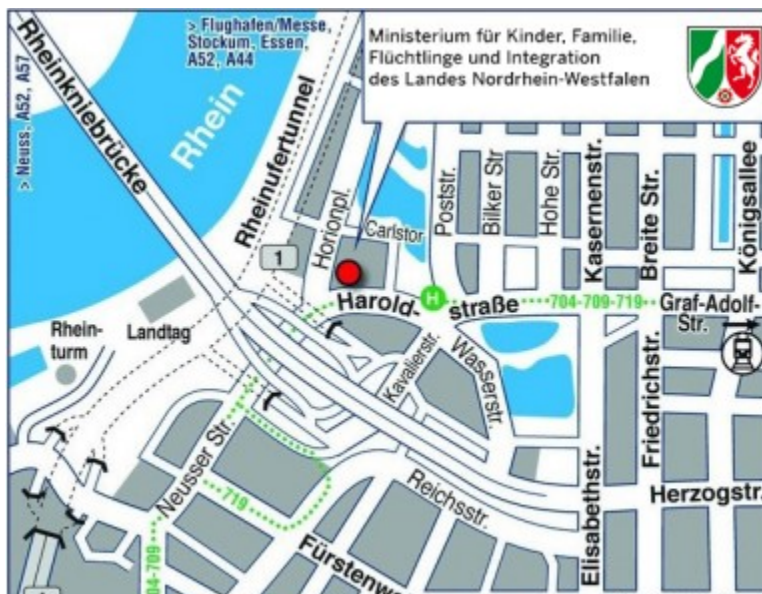 > Flughafen/Messe,
Stockum, Essen,
A52, A44
Ministerium für Kinder, Familie,
Flüchtlinge und Integration
des Landes Nordrhein-Westfalen
> Neuss, A52, A57
Rheinkniebrücke
Rhein
Rheinufertunnel
1
Horionpl.
Carlstor
Poststr.
Bilker Str
Hohe Str.
Kasernenstr.
Breite Str.
Königsallee
Harold-
H
straße
704-709-719
Graf-Adolf-
Str.
Rhein-
turm
Landtag
Kavalierstr.
Wasserstr.
Friedrichstr.
Neusser Str.
719
Reichsstr.
Elisabethstr.
Herzogstr.
04-709
Fürstenwa